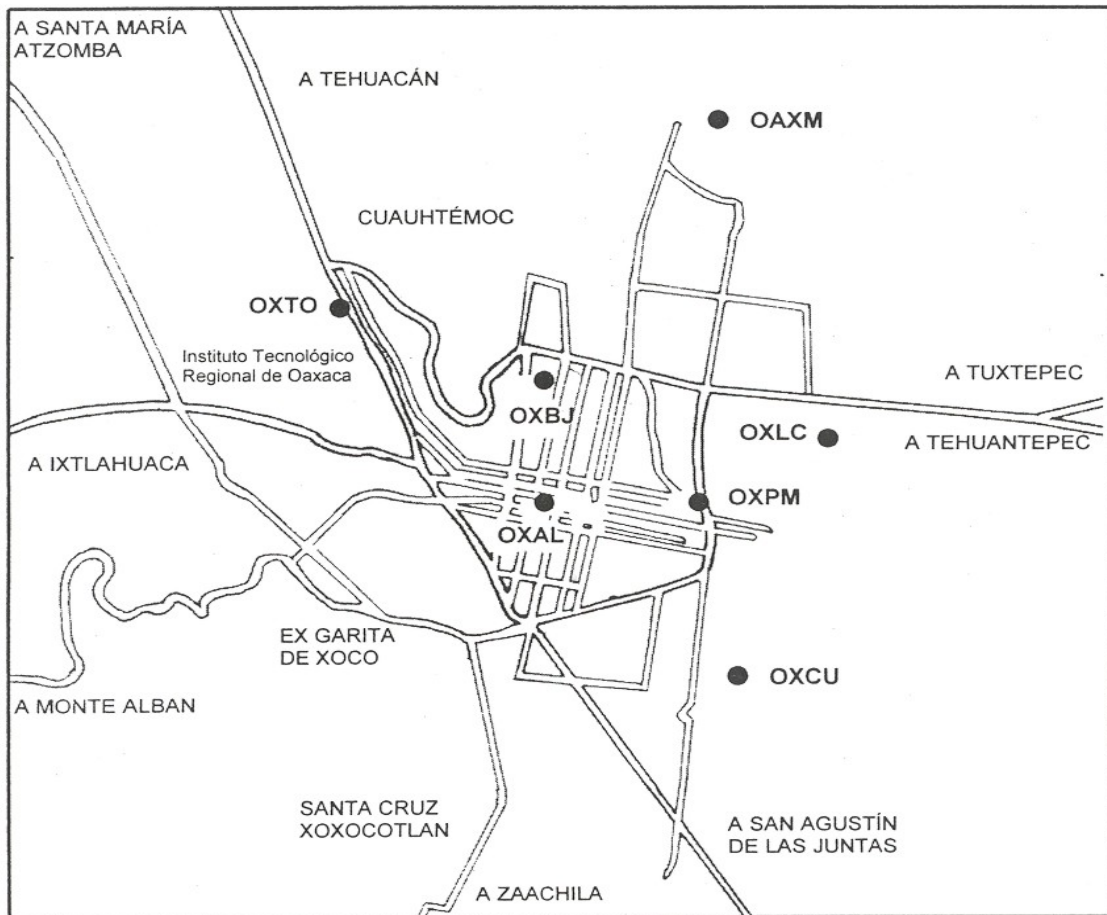 A SANTA MARÍA
ATZOMBA
A TEHUACÁN
OAXM
CUAUHTÉMOC
OXTO
Instituto Tecnológico
Regional de Oaxaca
A TUXTEPEC
OXBJ
OXLC
A TEHUANTEPEC
A IXTLAHUACA
OXPM
OXAL
EX GARITA
DE XOCO
OXCU
A MONTE ALBAN
SANTA CRUZ
XOXOCOTLAN
A SAN AGUSTÍN
DE LAS JUNTAS
A ZAACHILA